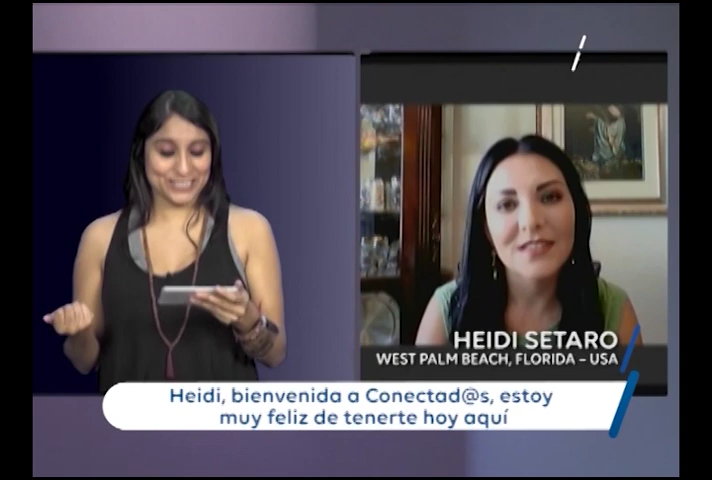 HEIDI SETARO
WEST PALM BEACH, FLORIDA – USA
Heidi, bienvenida a Conectad@s, estoy
muy feliz de tenerte hoy aquí